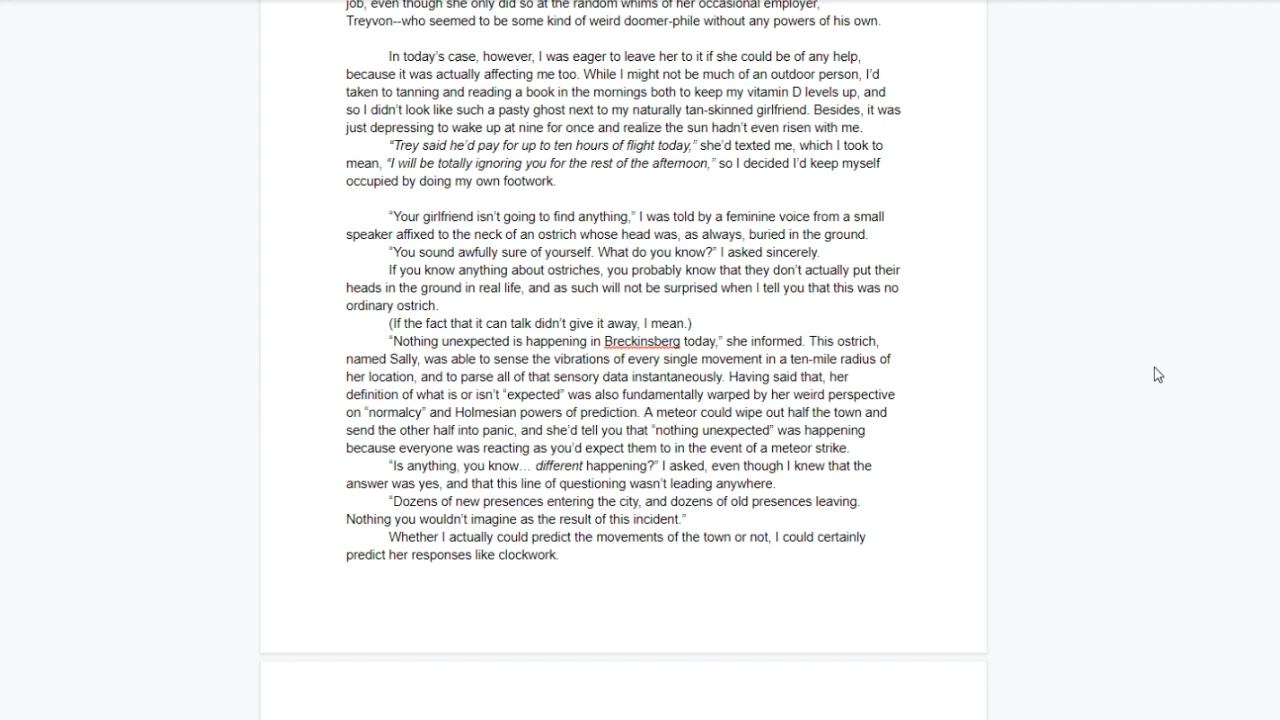 job, even though she only did so at the random whims of her occasional employer,
Treyvon--who seemed to be some kind of weird doomer-phile without any powers of his own.
In today's case, however, I was eager to leave her to it if she could be of any help,
because it was actually affecting me too. While I might not be much of an outdoor person, I'd
taken to tanning and reading a book in the mornings both to keep my vitamin D levels up, and
so I didn't look like such a pasty ghost next to my naturally tan-skinned girlfriend. Besides, it was
just depressing to wake up at nine for once and realize the sun hadn't even risen with me.
“Trey said he'd pay for up to ten hours of flight today,” she'd texted me, which I took to
mean, “I will be totally ignoring you for the rest of the afternoon,” so I decided I'd keep myself
occupied by doing my own footwork.
“Your girlfriend isn't going to find anything,” I was told by a feminine voice from a small
speaker affixed to the neck of an ostrich whose head was, as always, buried in the ground.
“You sound awfully sure of yourself. What do you know?” I asked sincerely.
If you know anything about ostriches, you probably know that they don't actually put their
heads in the ground in real life, and as such will not be surprised when I tell you that this was no
ordinary ostrich.
(If the fact that it can talk didn't give it away, I mean.)
“Nothing unexpected is happening in Breckinsberg today,” she informed. This ostrich,
named Sally, was able to sense the vibrations of every single movement in a ten-mile radius of
her location, and to parse all of that sensory data instantaneously. Having said that, her
definition of what is or isn't “expected” was also fundamentally warped by her weird perspective
on “normalcy” and Holmesian powers of prediction. A meteor could wipe out half the town and
send the other half into panic, and she'd tell you that “nothing unexpected” was happening
because everyone was reacting as you'd expect them to in the event of a meteor strike.
“Is anything, you know… different happening?” I asked, even though I knew that the
answer was yes, and that this line of questioning wasn't leading anywhere.
“Dozens of new presences entering the city, and dozens of old presences leaving.
Nothing you wouldn't imagine as the result of this incident.”
Whether I actually could predict the movements of the town or not, I could certainly
predict her responses like clockwork.